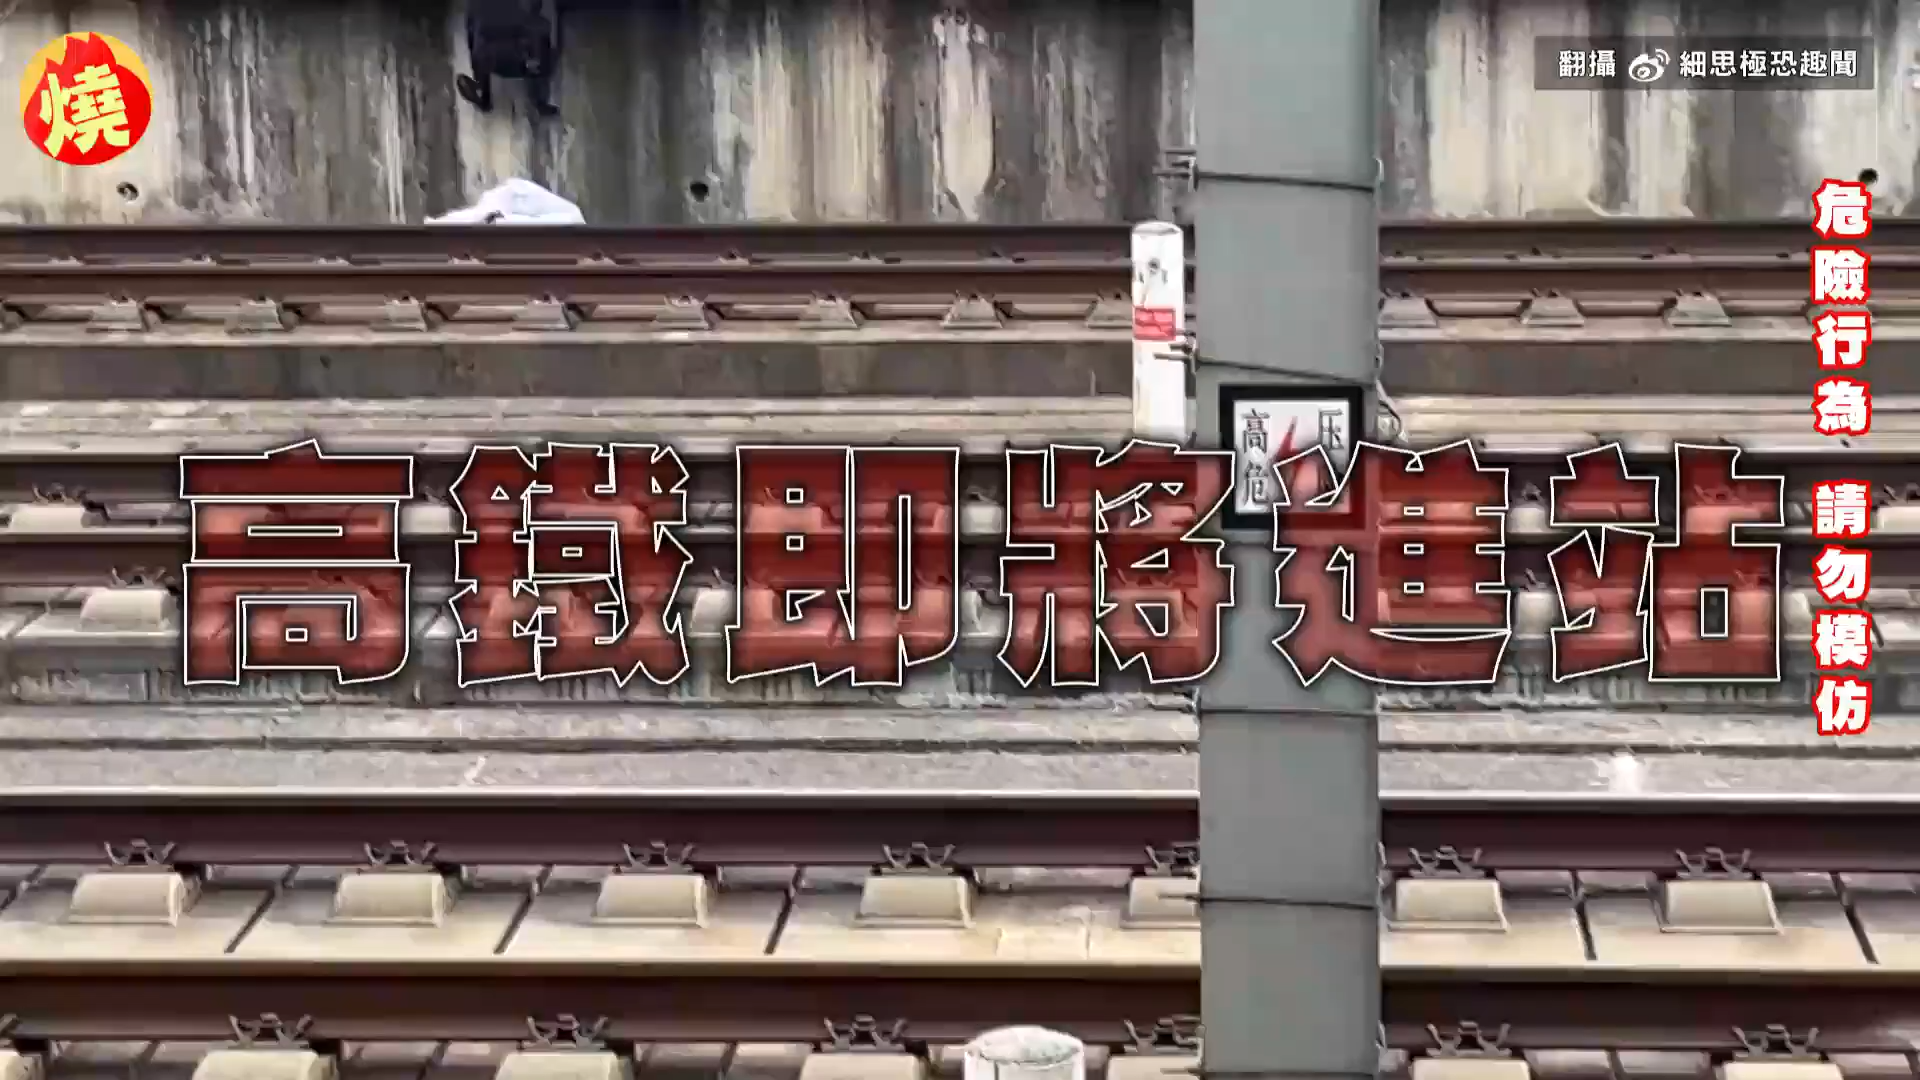 燒
翻攝 細思極恐趣聞
危險行為 請勿模仿
高 压
危
高鐵即將進站